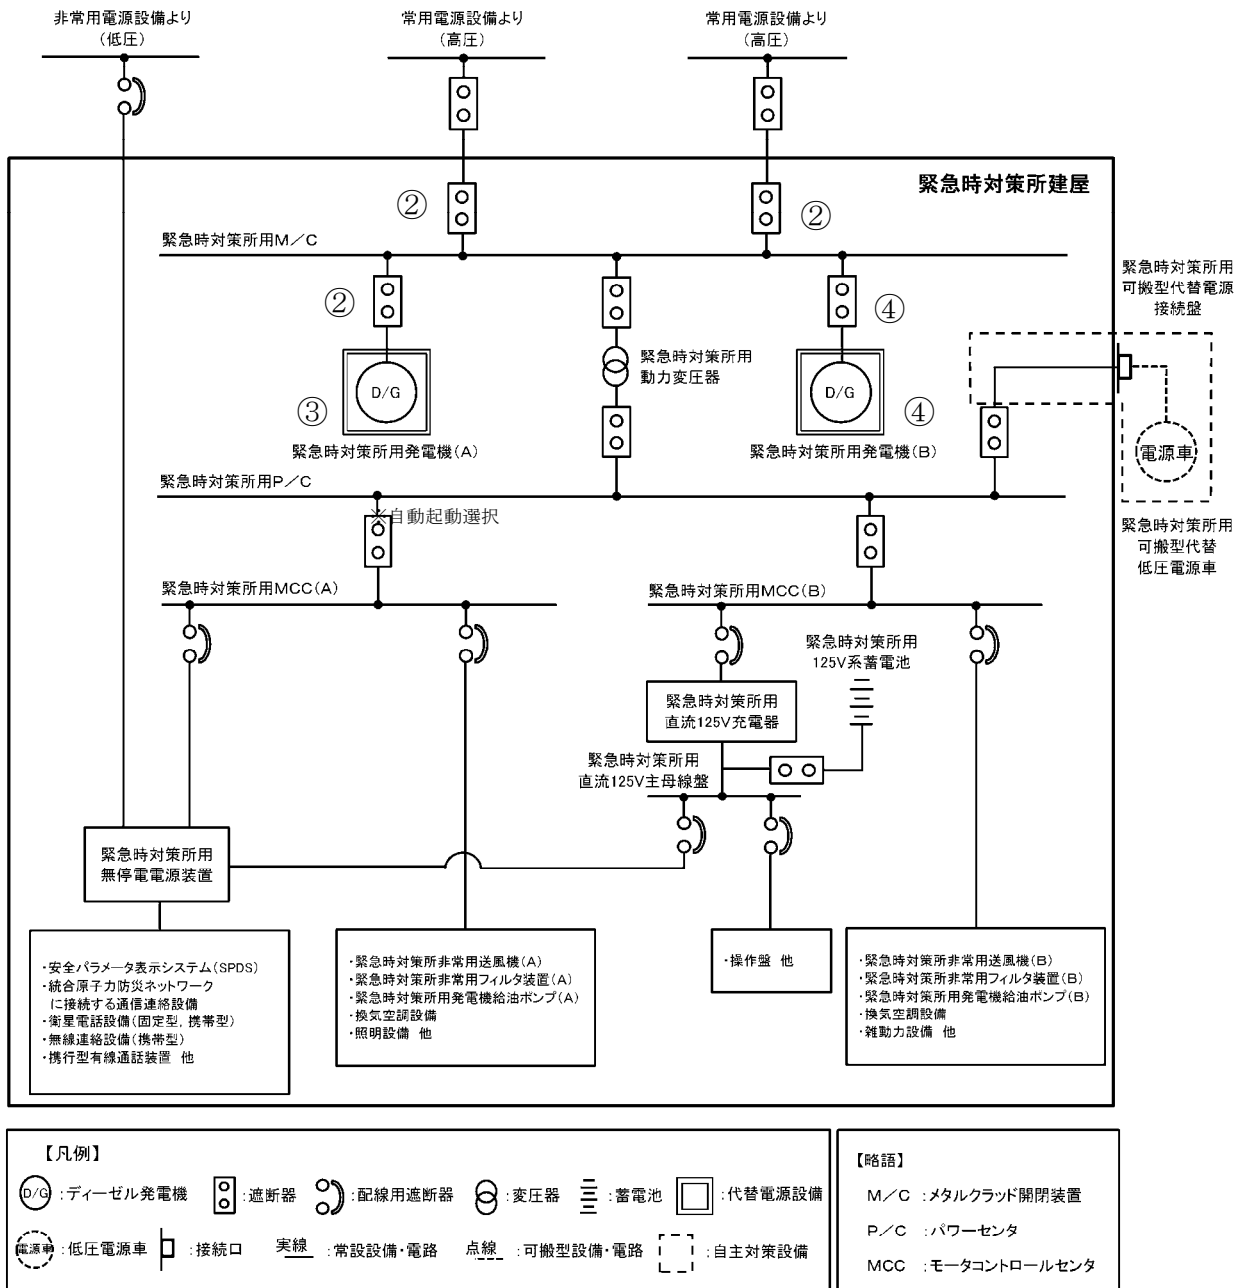 非常用電源設備より
(低圧)
常用電源設備より
(高圧)
常用電源設備より
(高圧)
緊急時対策所建屋
②
②
緊急時対策所用M/C
緊急時対策所用
可搬型代替電源
接続盤
②
④
緊急時対策所用
動力変圧器
D/G
D/G
③
④
緊急時対策所用発電機(A)
緊急時対策所用発電機(B)
電源車
緊急時対策所用P/C
※自動起動選択
緊急時対策所用
可搬型代替
低圧電源車
緊急時対策所用MCC(A)
緊急時対策所用MCC(B)
緊急時対策所用
125V系蓄電池
緊急時対策所用
直流125V充電器
緊急時対策所用
直流125V主母線盤
緊急時対策所用
無停電電源装置
・安全パラメータ表示システム(SPDS)
・統合原子力防災ネットワーク
に接続する通信連絡設備
・衛星電話設備(固定型,携帯型)
・無線連絡設備(携帯型)
・携行型有線通話装置 他
・緊急時対策所非常用送風機(A)
・緊急時対策所非常用フィルタ装置(A)
・緊急時対策所用発電機給油ポンプ(A)
・換気空調設備
・照明設備 他
・操作盤 他
・緊急時対策所非常用送風機(B)
・緊急時対策所非常用フィルタ装置(B)
・緊急時対策所用発電機給油ポンプ(B)
・換気空調設備
・雑動力設備 他
【凡例】
D/G :ディーゼル発電機 :遮断器 :配線用遮断器 :変圧器 :蓄電池 :代替電源設備
電源車 :低圧電源車 :接続口 実線 :常設設備・電路 点線 :可搬型設備・電路 :自主対策設備
【略語】
M/C :メタルクラッド開閉装置
P/C :パワーセンタ
MCC :モータコントロールセンタ